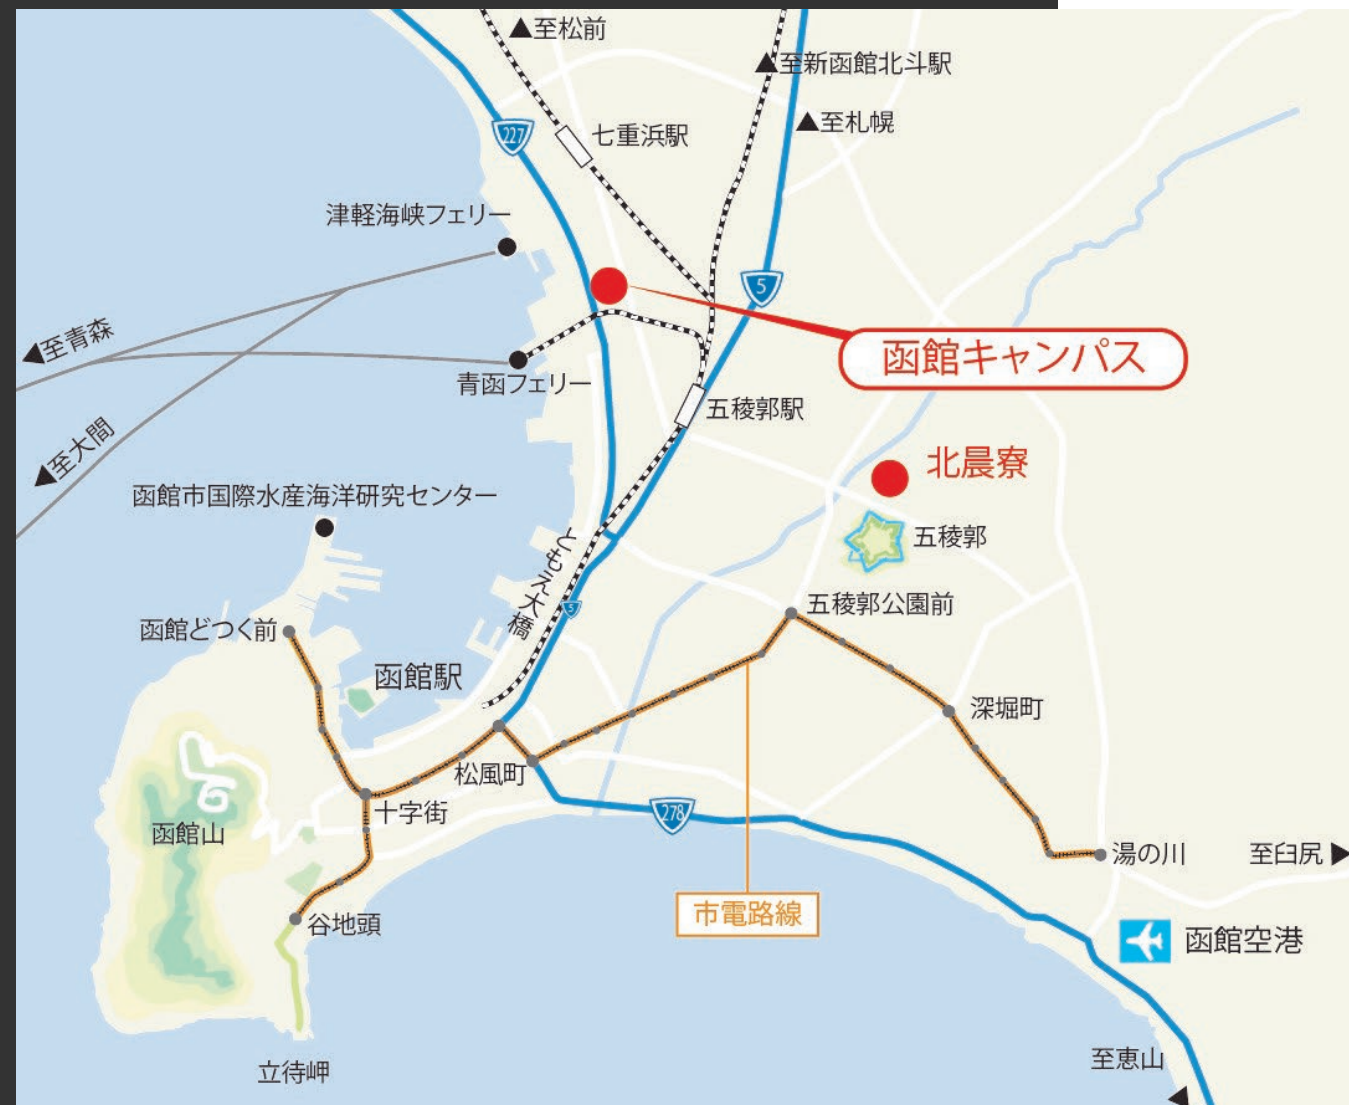 ▲至松前
▲至新函館北斗駅
▲至札幌
227
七重浜駅
津軽海峡フェリー
5
◀至青森
函館キャンパス
青函フェリー
五稜郭駅
◀至大間
北晨寮
函館市国際水産海洋研究センター
五稜郭
ともえ大橋
5
五稜郭公園前
函館どつく前
函館駅
深堀町
松風町
十字街
278
函館山
湯の川
至臼尻▶
市電路線
谷地頭
函館空港
至恵山
立待岬